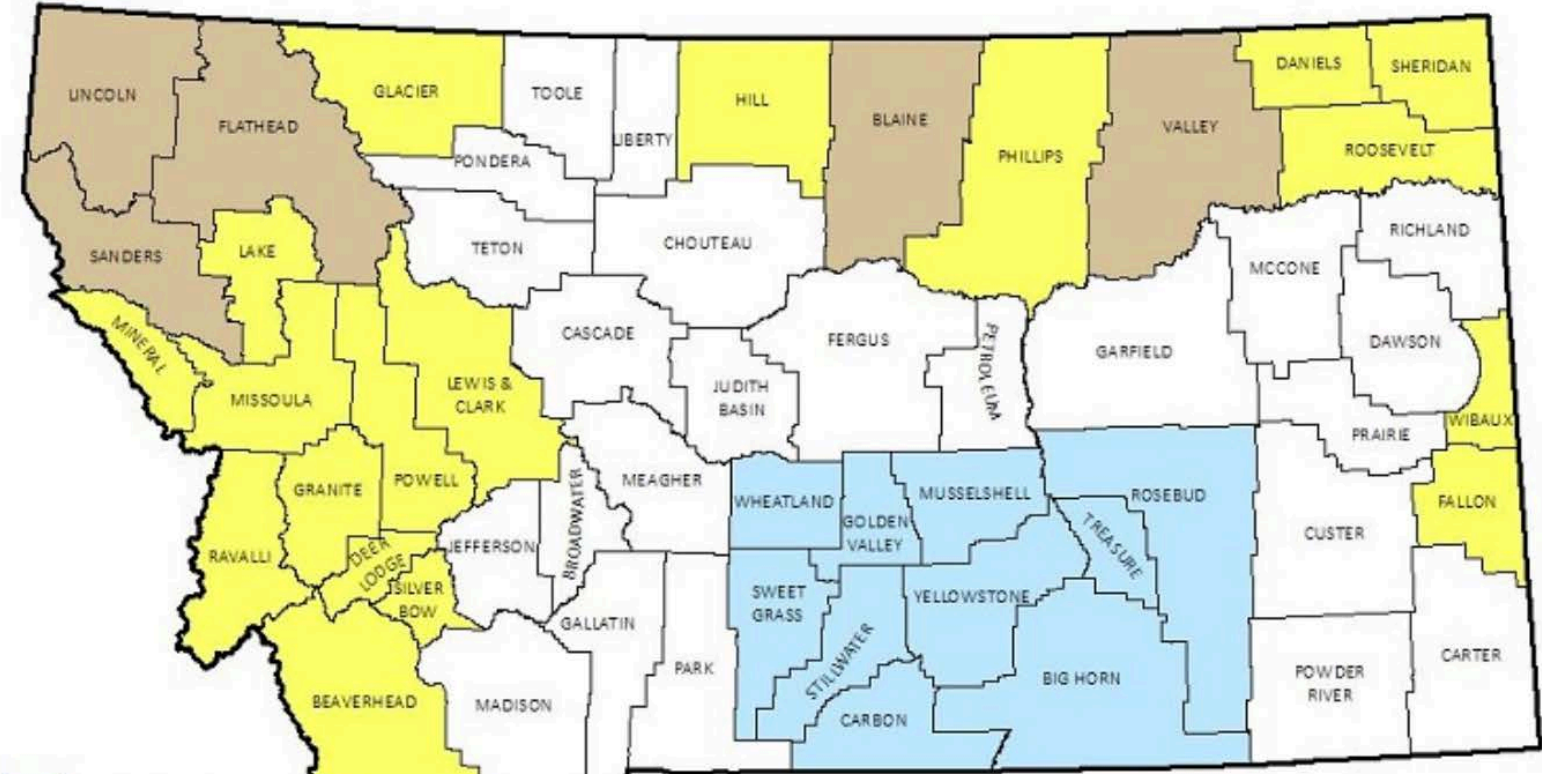 LINCOLN
FLATHEAD
GLACIER
TOOLE
LIBERTY
HILL
BLAINE
PHILLIPS
VALLEY
DANIELS
SHERIDAN
ROOSEVELT
PONDERA
SANDERS
LAKE
TETON
CHOUTEAU
MCCONE
RICHLAND
MINERAL
MISSOULA
LEWIS &
CLARK
CASCADE
JUDITH
BASIN
FERGUS
PETROLEUM
GARFIELD
DAWSON
WIBAUX
PRAIRIE
RAVALLI
GRANITE
POWELL
DEER
LODGE
SILVER
BOW
JEFFERSON
BROADWATER
MEAGHER
WHEATLAND
GOLDEN
VALLEY
MUSSELSHELL
TREASURE
ROSEBUD
CUSTER
FALLON
BEAVERHEAD
MADISON
GALLATIN
PARK
SWEET
GRASS
STILLWATER
YELLOWSTONE
CARBON
BIG HORN
POWDER
RIVER
CARTER